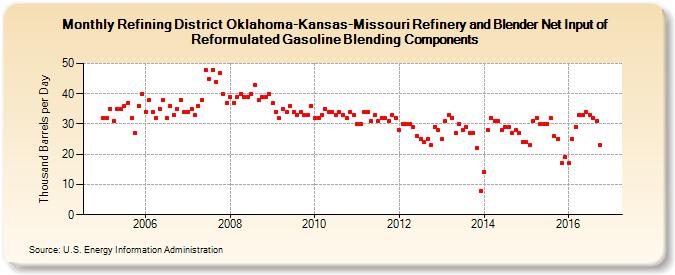 Monthly Refining District Oklahoma-Kansas-Missouri Refinery and Blender Net Input of
Reformulated Gasoline Blending Components
Thousand Barrels per Day
50
40
30
20
10
0
2006 2008 2010 2012 2014 2016
Source: U.S. Energy Information Administration